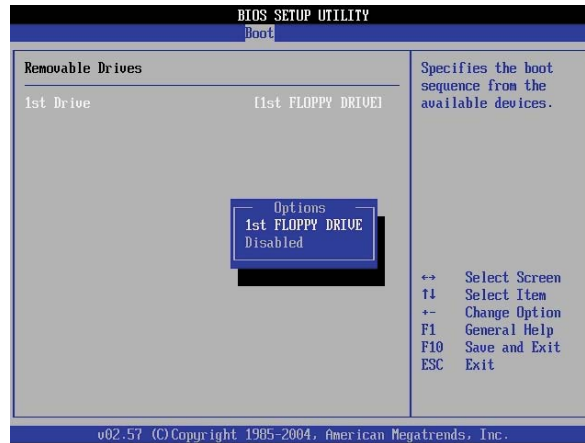 BIOS SETUP UTILITY
Boot
Removable Drives
1st Drive [1st FLOPPY DRIVE]
Options
1st FLOPPY DRIVE
Disabled
Specifies the boot
sequence from the
available devices.
↔ Select Screen
↑↓ Select Item
+- Change Option
F1 General Help
F10 Save and Exit
ESC Exit
v02.57 (C)Copyright 1985-2004, American Megatrends, Inc.